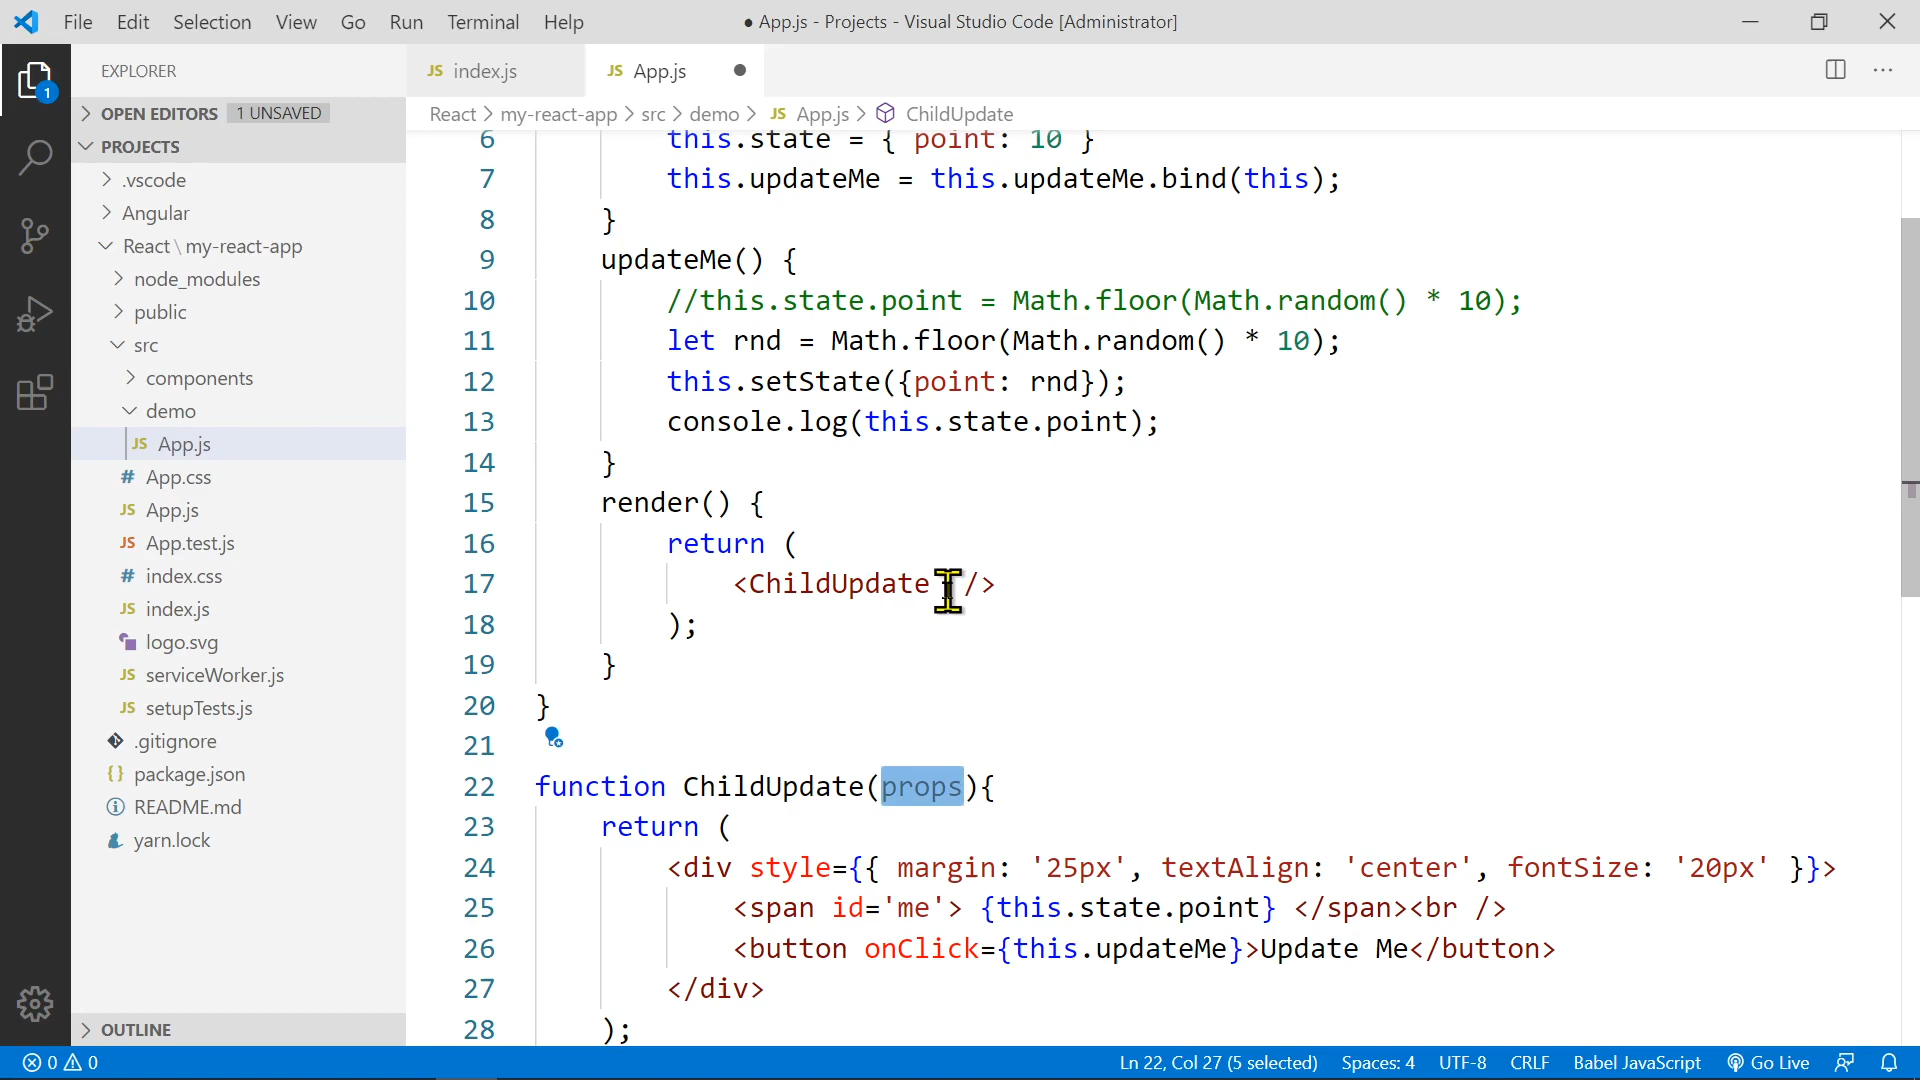 File Edit Selection View Go Run Terminal Help ● App.js - Projects - Visual Studio Code [Administrator]
EXPLORER
1
OPEN EDITORS 1 UNSAVED
PROJECTS
.vscode
Angular
React \ my-react-app
node_modules
public
src
components
demo
JS App.js
# App.css
JS App.js
JS App.test.js
# index.css
JS index.js
logo.svg
JS serviceWorker.js
JS setupTests.js
.gitignore
{} package.json
README.md
yarn.lock
OUTLINE
JS index.js JS App.js ●
React > my-react-app > src > demo > JS App.js > ChildUpdate
6 this.state = { point: 10 }
7 this.updateMe = this.updateMe.bind(this);
8 }
9 updateMe() {
10 //this.state.point = Math.floor(Math.random() * 10);
11 let rnd = Math.floor(Math.random() * 10);
12 this.setState({point: rnd});
13 console.log(this.state.point);
14 }
15 render() {
16 return (
17 <ChildUpdate />
18 );
19 }
20 }
21
22 function ChildUpdate(props){
23 return (
24 <div style={{ margin: '25px', textAlign: 'center', fontSize: '20px' }}>
25 <span id='me'> {this.state.point} </span><br />
26 <button onClick={this.updateMe}>Update Me</button>
27 </div>
28 );
0 0 Ln 22, Col 27 (5 selected) Spaces: 4 UTF-8 CRLF Babel JavaScript Go Live